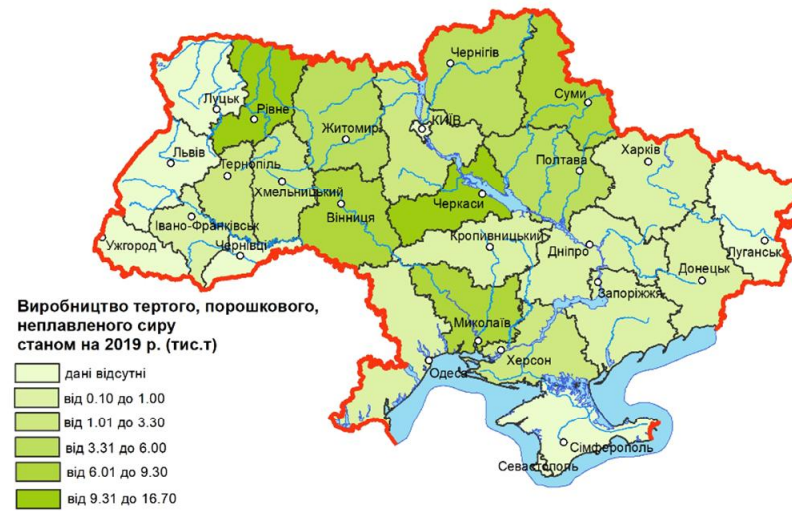 Чернігів
Суми
Луцьк
Рівне
КИЇВ
Житомир
Харків
Львів
Тернопіль
Полтава
Хмельницький
Черкаси
Вінниця
Івано-Франківськ
Кропивницький
Ужгород
Чернівці
Дніпро
Луганськ
Донецьк
Запоріжжя
Виробництво тертого, порошкового,
неплавленого сиру
станом на 2019 р. (тис.т)
Миколаїв
Херсон
Одеса
дані відсутні
від 0.10 до 1.00
від 1.01 до 3.30
від 3.31 до 6.00
від 6.01 до 9.30
від 9.31 до 16.70
Сімферополь
Севастополь